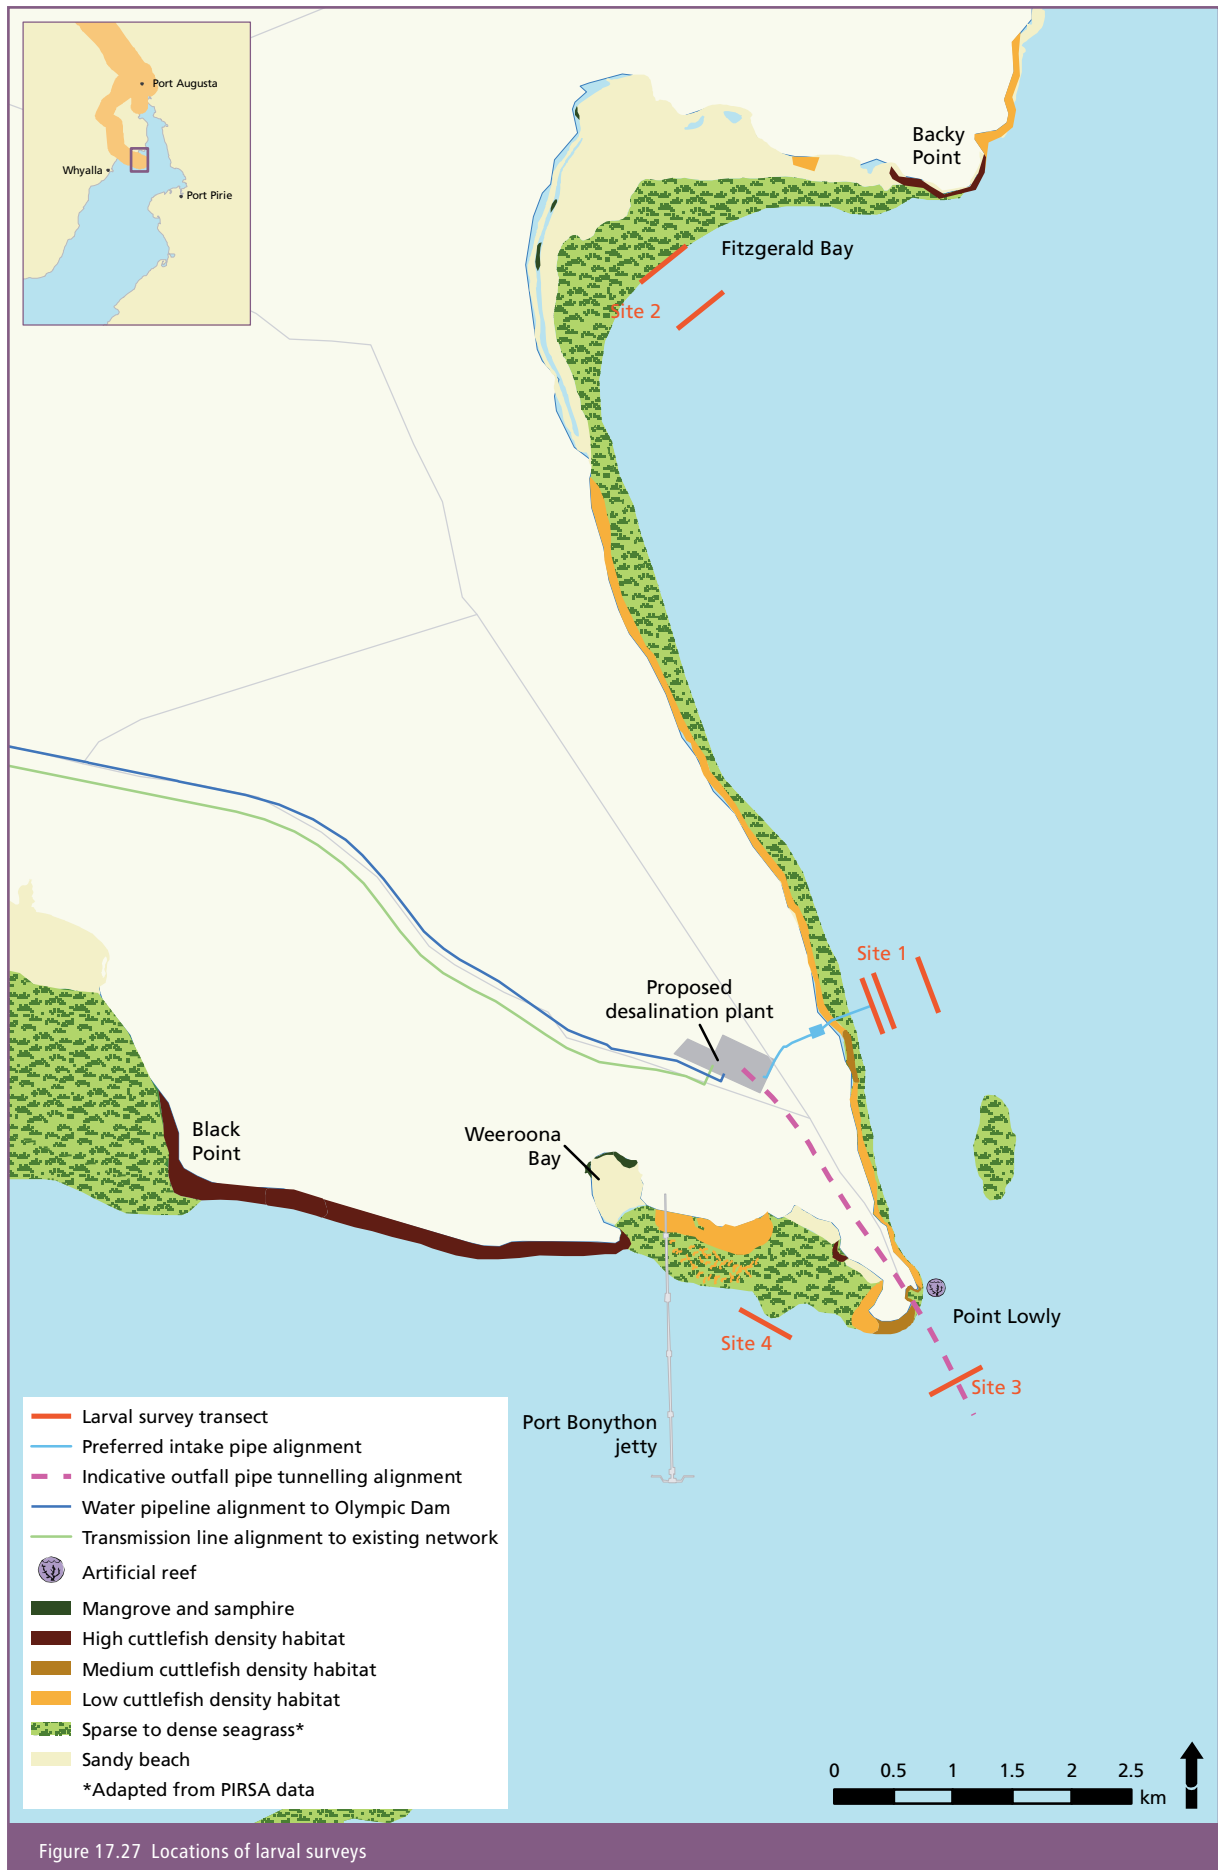 Port Augusta
Whyalla
Port Pirie
Backy
Point
Fitzgerald Bay
Site 2
Site 1
Proposed
desalination plant
Black
Point
Weeroona
Bay
Point Lowly
Site 4
Site 3
Port Bonython
jetty
Larval survey transect
Preferred intake pipe alignment
Indicative outfall pipe tunnelling alignment
Water pipeline alignment to Olympic Dam
Transmission line alignment to existing network
Artificial reef
Mangrove and samphire
High cuttlefish density habitat
Medium cuttlefish density habitat
Low cuttlefish density habitat
Sparse to dense seagrass*
Sandy beach
*Adapted from PIRSA data
0 0.5 1 1.5 2 2.5
km
Figure 17.27 Locations of larval surveys